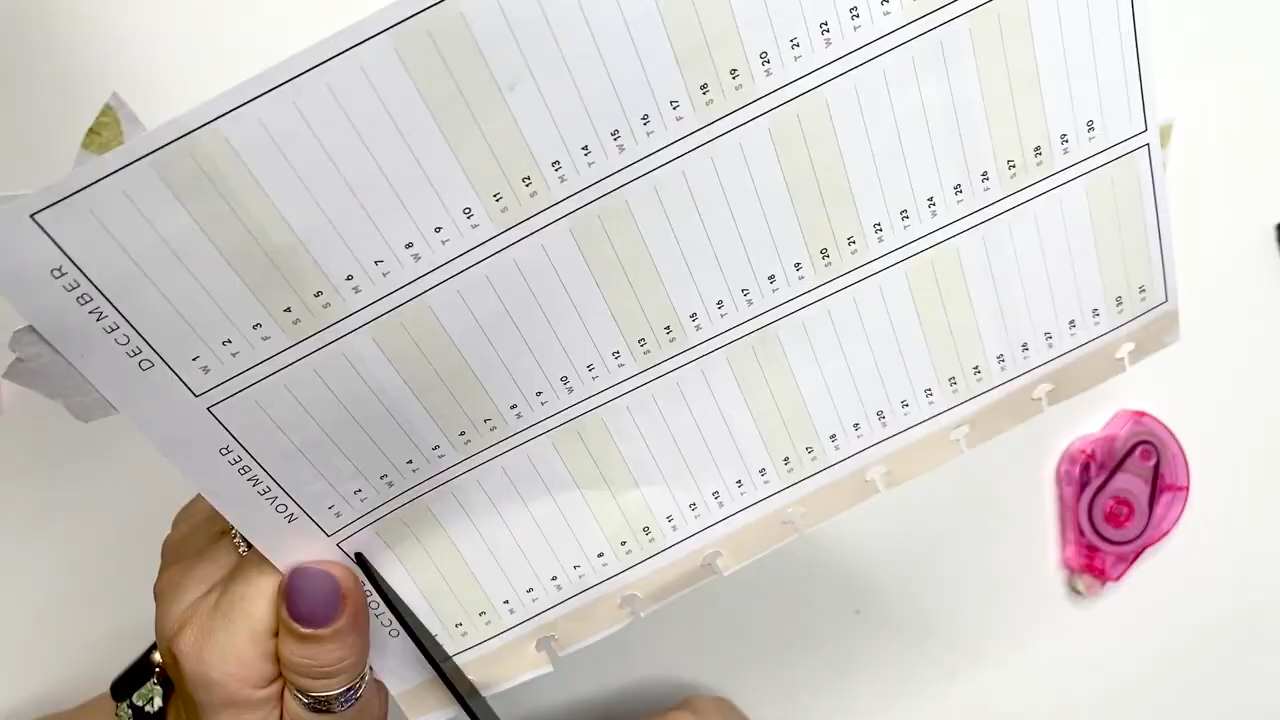 OCTOBE
S 2
S 3
M 4
T 5
W 6
T 7
F 8
S 9
S 10
M 11
T 12
W 13
T 14
F 15
S 16
S 17
M 18
T 19
W 20
T 21
F 22
S 23
S 24
M 25
T 26
W 27
T 28
F 29
S 30
S 31
NOVEMBER
M 1
T 2
W 3
T 4
F 5
S 6
S 7
M 8
T 9
W 10
T 11
F 12
S 13
S 14
M 15
T 16
W 17
T 18
F 19
S 20
S 21
M 22
T 23
W 24
T 25
F 26
S 27
S 28
M 29
T 30
DECEMBER
W 1
T 2
F 3
S 4
S 5
M 6
T 7
W 8
T 9
F 10
S 11
S 12
M 13
T 14
W 15
T 16
F 17
S 18
S 19
M 20
T 21
W 22
T 23